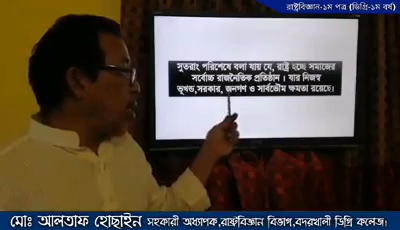 রাষ্ট্রবিজ্ঞান-১ম পত্র (ডিগ্রি-১ম বর্ষ)
সুতরাং পরিশেষে বলা যায় যে, রাষ্ট্র হচ্ছে সমাজের
সর্বোচ্চ রাজনৈতিক প্রতিষ্ঠান। যার নিজস্ব
ভূখন্ড,সরকার, জনগণ ও সার্বভৌম ক্ষমতা রয়েছে।
মোঃ আলতাফ হোছাইন সহকারী অধ্যাপক,রাষ্ট্রবিজ্ঞান বিভাগ,বদরখালী ডিগ্রি কলেজ।